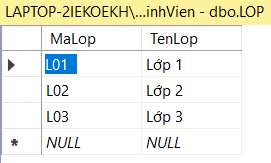 LAPTOP-2IEKOEKH\...inhVien - dbo.LOP
MaLop TenLop
L01 Lớp 1
L02 Lớp 2
L03 Lớp 3
* NULL NULL